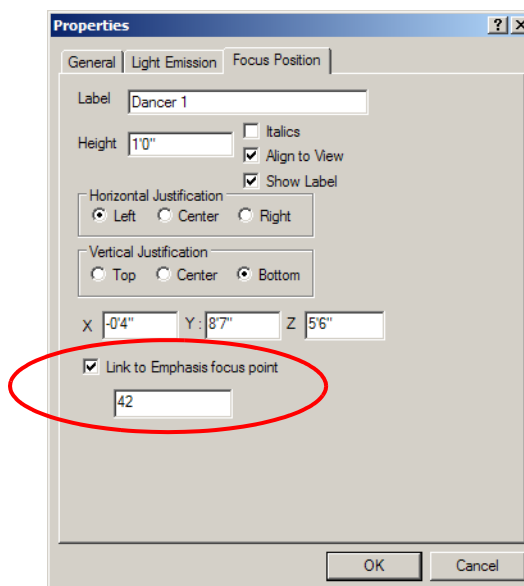 Properties
General Light Emission Focus Position
Label Dancer 1
Height 1'0"
Italics
Align to View
Show Label
Horizontal Justification
Left Center Right
Vertical Justification
Top Center Bottom
X -0'4" Y : 8'7" Z 5'6"
Link to Emphasis focus point
42
OK Cancel